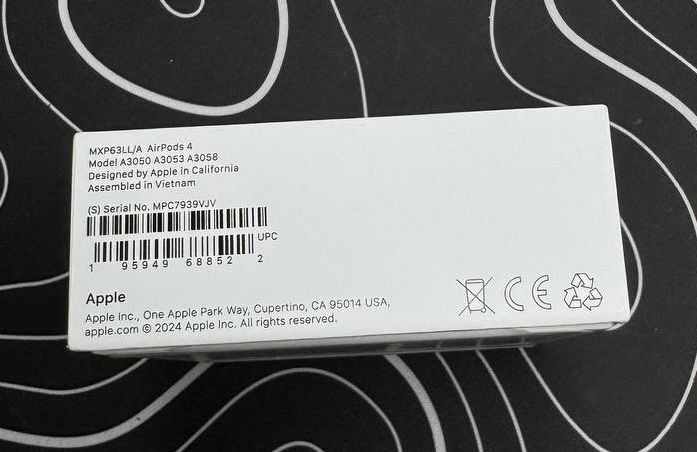 MXP63LL/A AirPods 4
Model A3050 A3053 A3058
Designed by Apple in California
Assembled in Vietnam
(S) Serial No. MPC7939VJV
UPC
1 95949 68852 2
Apple
Apple Inc., One Apple Park Way, Cupertino, CA 95014 USA,
apple.com © 2024 Apple Inc. All rights reserved.
CE